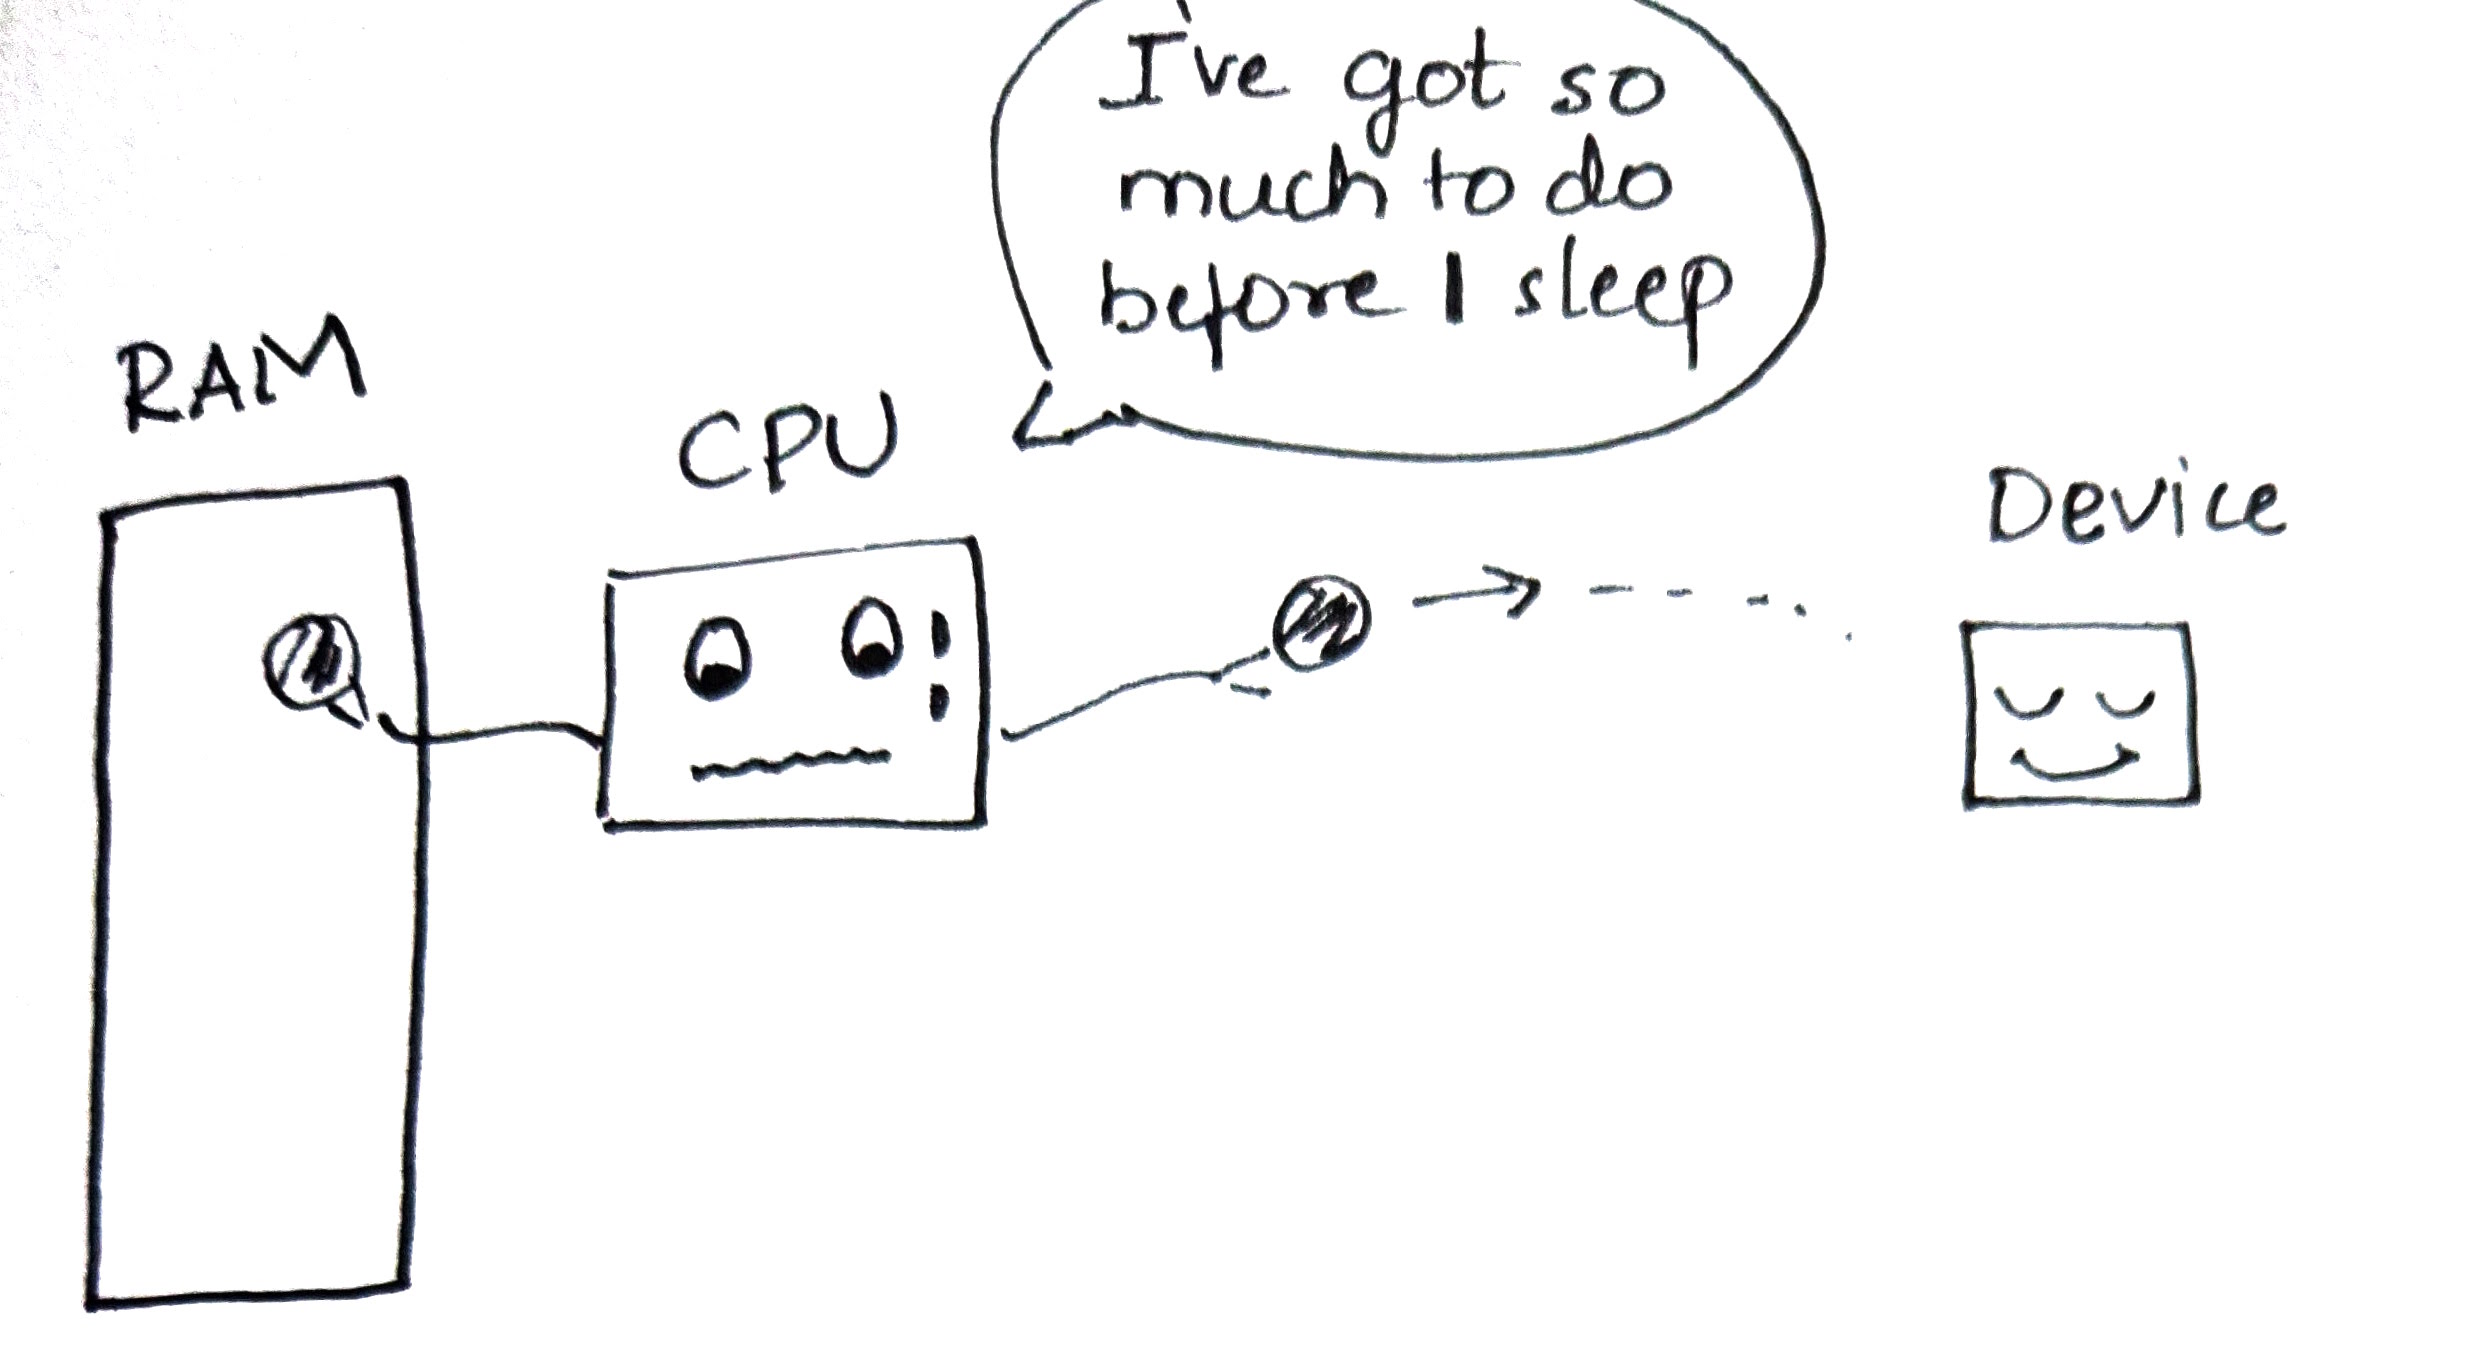 I've got so
much to do
before I sleep
RAM
CPU
Device